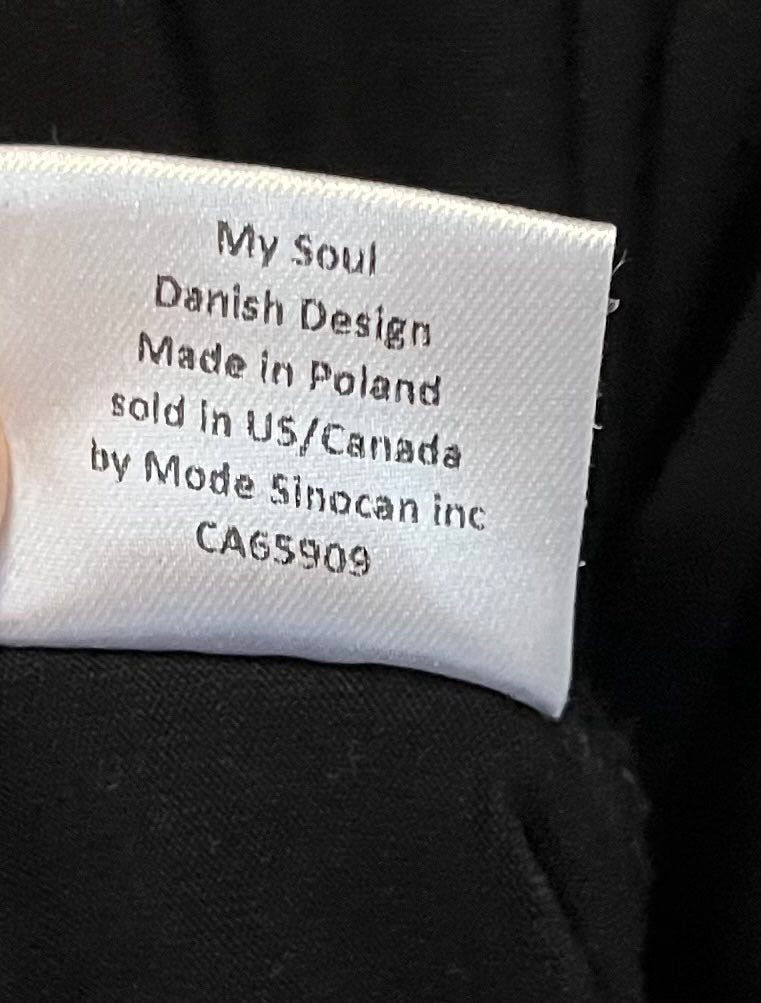 My Soul
Danish Design
Made in Poland
sold in US/Canada
by Mode Sinocan inc
CA65909